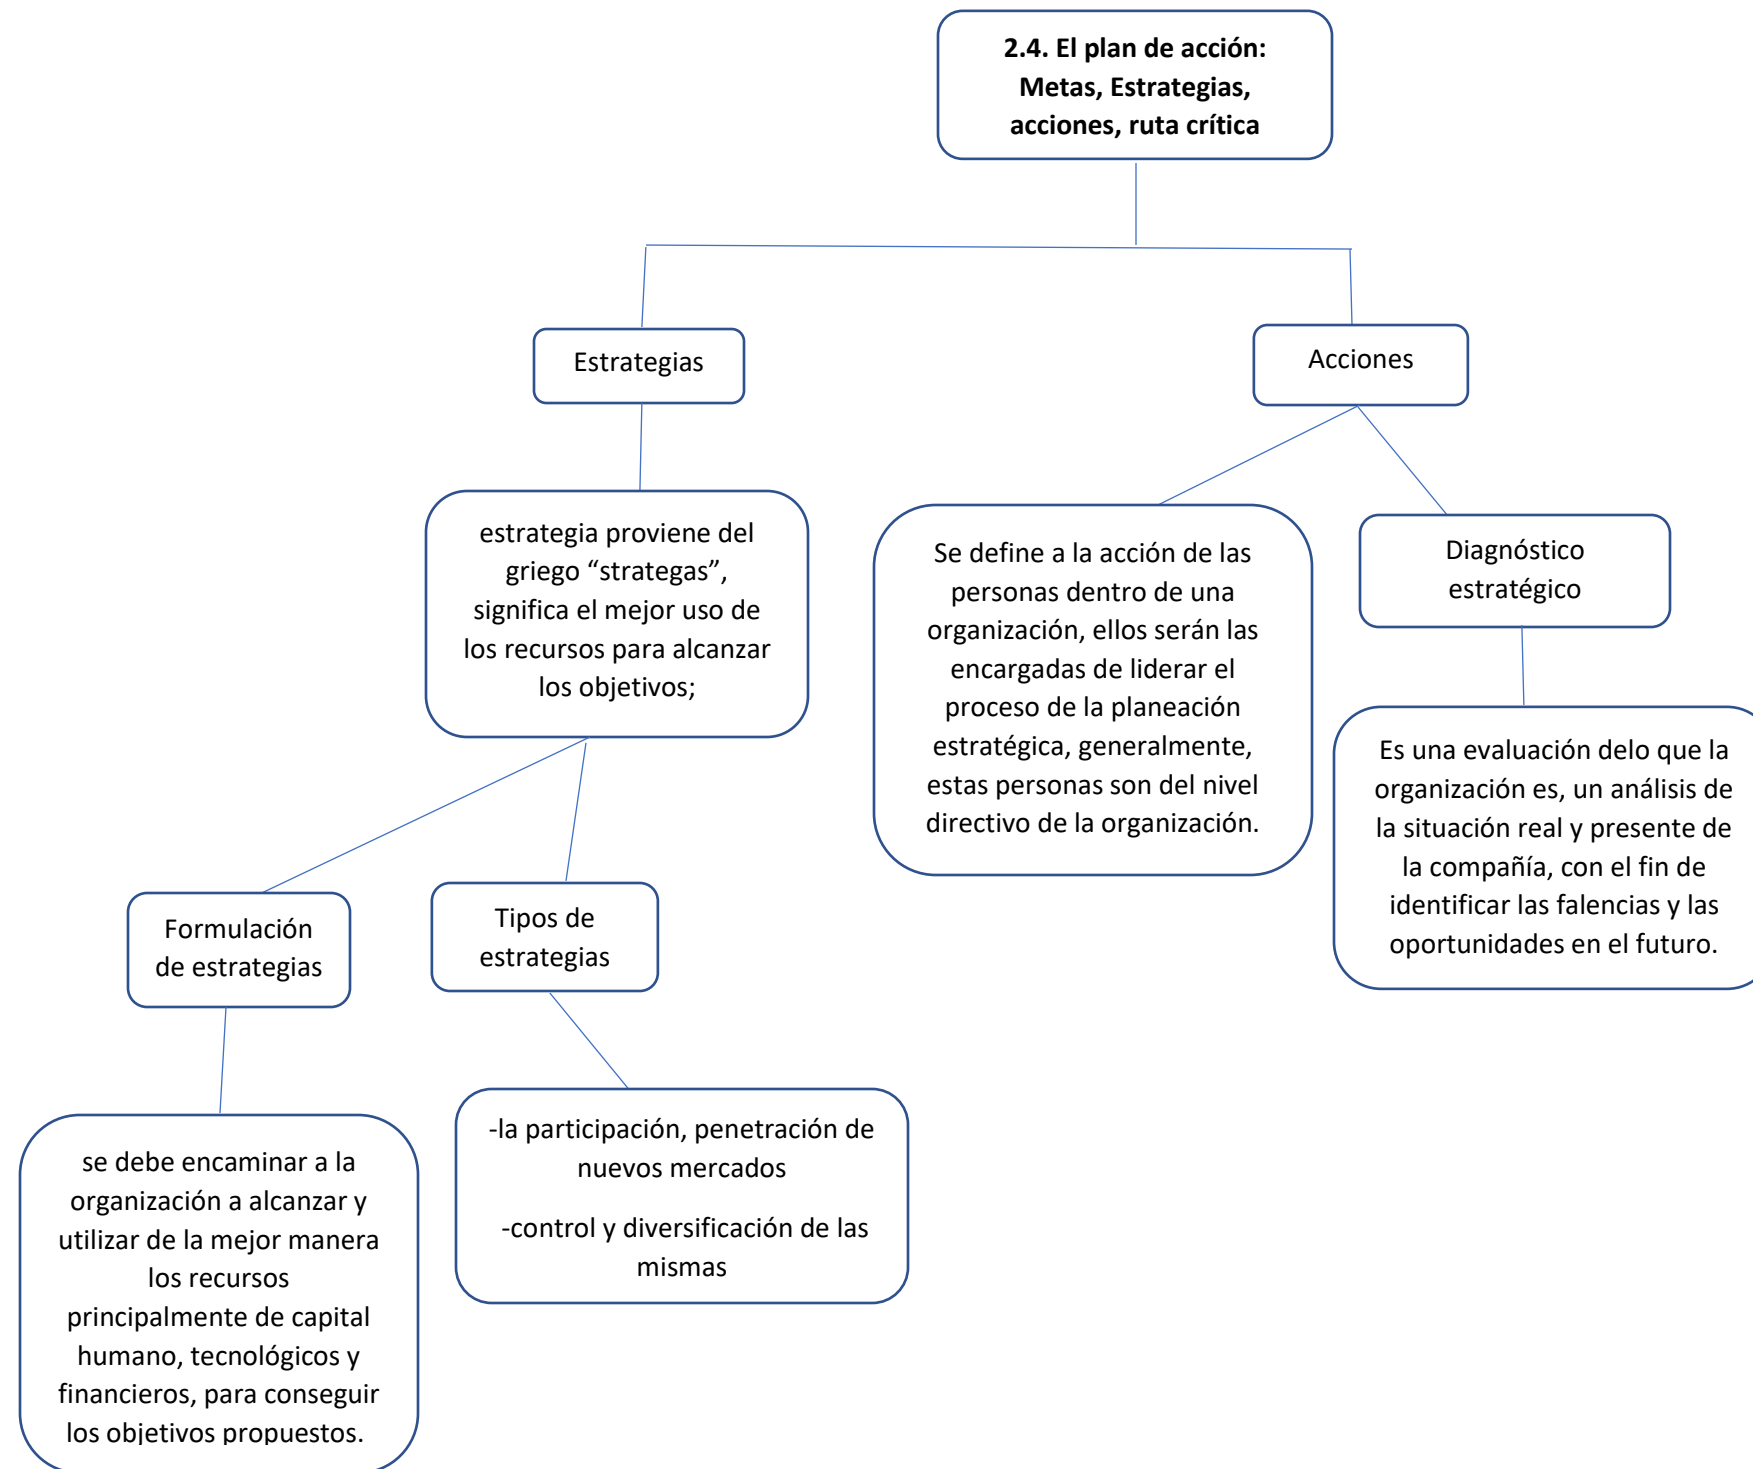 2.4. El plan de acción:
Metas, Estrategias,
acciones, ruta crítica
Estrategias
Acciones
estrategia proviene del
griego “strategas”,
significa el mejor uso de
los recursos para alcanzar
los objetivos;
Se define a la acción de las
personas dentro de una
organización, ellos serán las
encargadas de liderar el
proceso de la planeación
estratégica, generalmente,
estas personas son del nivel
directivo de la organización.
Diagnóstico
estratégico
Es una evaluación delo que la
organización es, un análisis de
la situación real y presente de
la compañía, con el fin de
identificar las falencias y las
oportunidades en el futuro.
Formulación
de estrategias
Tipos de
estrategias
se debe encaminar a la
organización a alcanzar y
utilizar de la mejor manera
los recursos
principalmente de capital
humano, tecnológicos y
financieros, para conseguir
los objetivos propuestos.
-la participación, penetración de
nuevos mercados
-control y diversificación de las
mismas